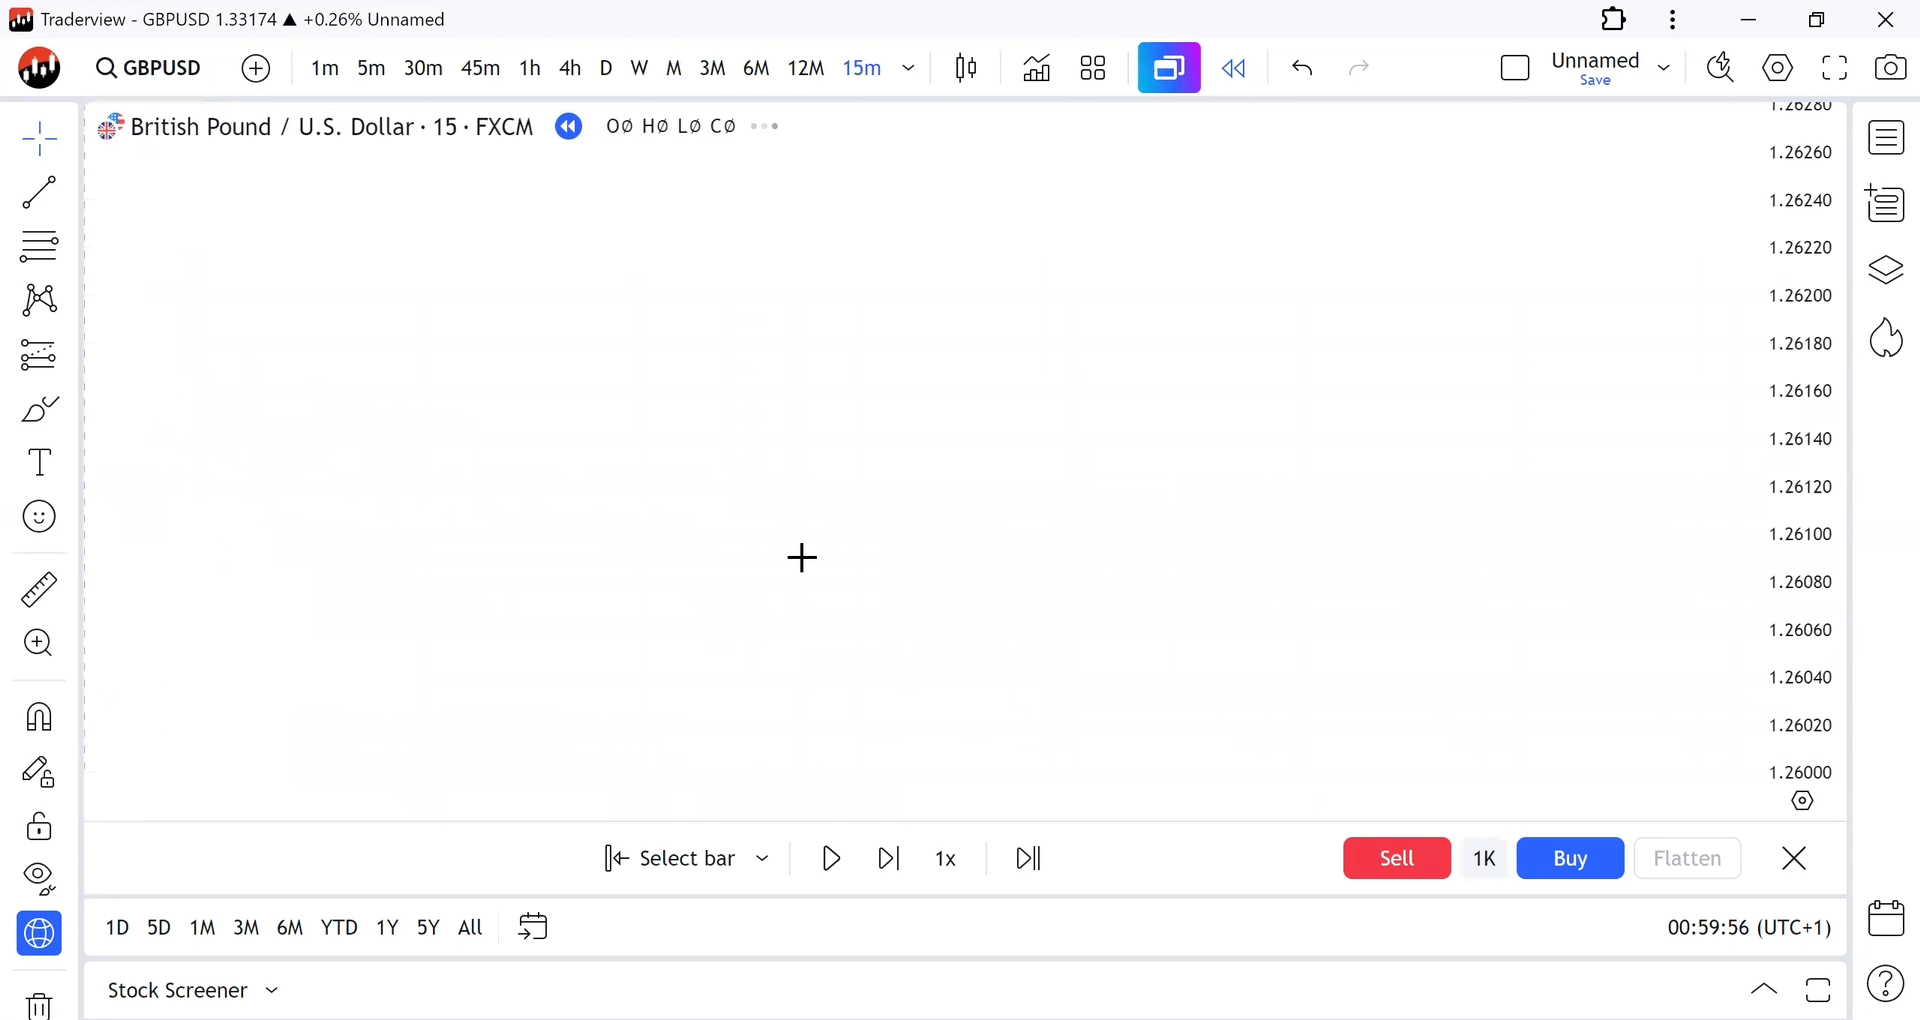 Traderview - GBPUSD 1.33174 ▲ +0.26% Unnamed
GBPUSD 1m 5m 30m 45m 1h 4h D W M 3M 6M 12M 15m Unnamed
Save
British Pound / U.S. Dollar · 15 · FXCM O∅ H∅ L∅ C∅
1.26280
1.26260
1.26240
1.26220
1.26200
1.26180
1.26160
1.26140
1.26120
1.26100
1.26080
1.26060
1.26040
1.26020
1.26000
Select bar 1x Sell 1K Buy Flatten
1D 5D 1M 3M 6M YTD 1Y 5Y All 00:59:56 (UTC+1)
Stock Screener